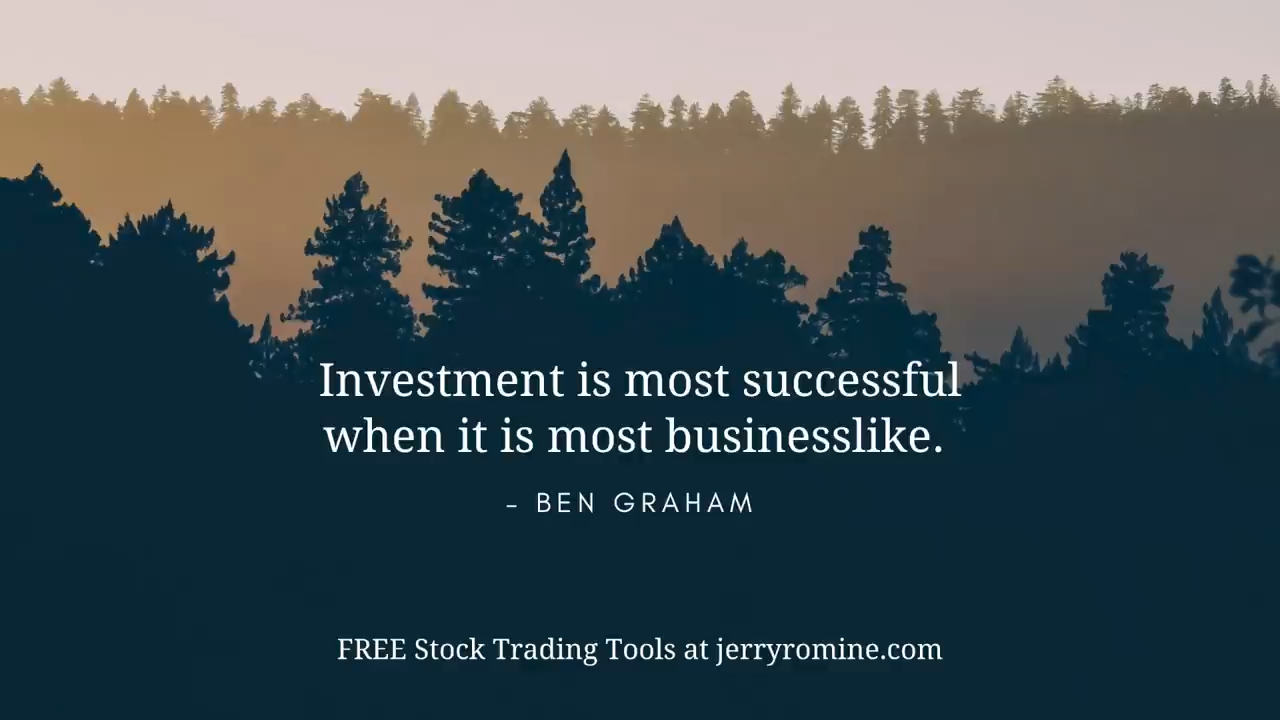 Investment is most successful
when it is most businesslike.
– BEN GRAHAM
FREE Stock Trading Tools at jerryromine.com